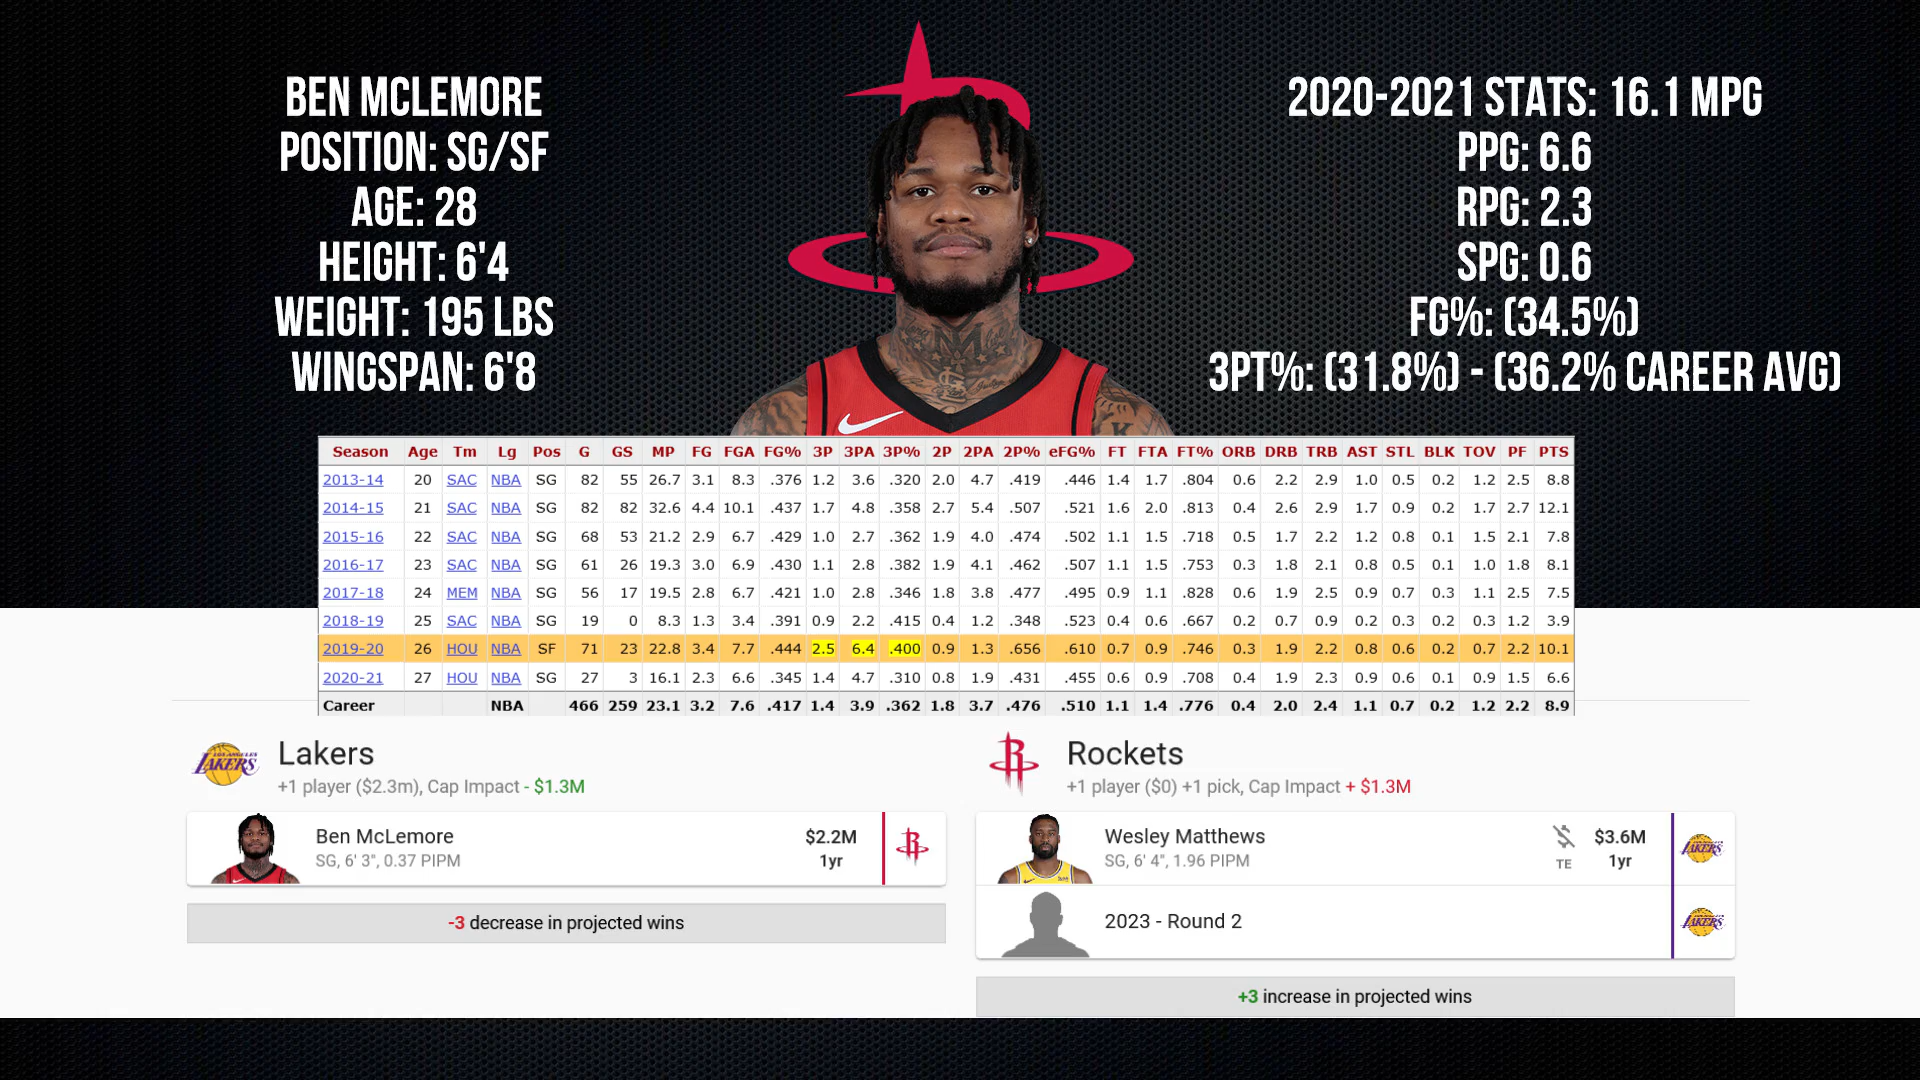 BEN MCLEMORE
POSITION: SG/SF
AGE: 28
HEIGHT: 6'4
WEIGHT: 195 LBS
WINGSPAN: 6'8
2020-2021 STATS: 16.1 MPG
PPG: 6.6
RPG: 2.3
SPG: 0.6
FG%: (34.5%)
3PT%: (31.8%) - (36.2% CAREER AVG)
Season Age Tm Lg Pos G GS MP FG FGA FG% 3P 3PA 3P% 2P 2PA 2P% eFG% FT FTA FT% ORB DRB TRB AST STL BLK TOV PF PTS
2013-14 20 SAC NBA SG 82 55 26.7 3.1 8.3 .376 1.2 3.6 .320 2.0 4.7 .419 .446 1.4 1.7 .804 0.6 2.2 2.9 1.0 0.5 0.2 1.2 2.5 8.8
2014-15 21 SAC NBA SG 82 82 32.6 4.4 10.1 .437 1.7 4.8 .358 2.7 5.4 .507 .521 1.6 2.0 .813 0.4 2.6 2.9 1.7 0.9 0.2 1.7 2.7 12.1
2015-16 22 SAC NBA SG 68 53 21.2 2.9 6.7 .429 1.0 2.7 .362 1.9 4.0 .474 .502 1.1 1.5 .718 0.5 1.7 2.2 1.2 0.8 0.1 1.5 2.1 7.8
2016-17 23 SAC NBA SG 61 26 19.3 3.0 6.9 .430 1.1 2.8 .382 1.9 4.1 .462 .507 1.1 1.5 .753 0.3 1.8 2.1 0.8 0.5 0.1 1.0 1.8 8.1
2017-18 24 MEM NBA SG 56 17 19.5 2.8 6.7 .421 1.0 2.8 .346 1.8 3.8 .477 .495 0.9 1.1 .828 0.6 1.9 2.5 0.9 0.7 0.3 1.1 2.5 7.5
2018-19 25 SAC NBA SG 19 0 8.3 1.3 3.4 .391 0.9 2.2 .415 0.4 1.2 .348 .523 0.4 0.6 .667 0.2 0.7 0.9 0.2 0.3 0.2 0.3 1.2 3.9
2019-20 26 HOU NBA SF 71 23 22.8 3.4 7.7 .444 2.5 6.4 .400 0.9 1.3 .656 .610 0.7 0.9 .746 0.3 1.9 2.2 0.8 0.6 0.2 0.7 2.2 10.1
2020-21 27 HOU NBA SG 27 3 16.1 2.3 6.6 .345 1.4 4.7 .310 0.8 1.9 .431 .455 0.6 0.9 .708 0.4 1.9 2.3 0.9 0.6 0.1 0.9 1.5 6.6
Career NBA 466 259 23.1 3.2 7.6 .417 1.4 3.9 .362 1.8 3.7 .476 .510 1.1 1.4 .776 0.4 2.0 2.4 1.1 0.7 0.2 1.2 2.2 8.9
LOS ANGELES
LAKERS
Lakers
+1 player ($2.3m), Cap Impact - $1.3M
Ben McLemore
SG, 6' 3", 0.37 PIPM
$2.2M
1yr
-3 decrease in projected wins
Rockets
+1 player ($0) +1 pick, Cap Impact + $1.3M
Wesley Matthews
SG, 6' 4", 1.96 PIPM
TE
$3.6M
1yr
LAKERS
2023 - Round 2
LAKERS
+3 increase in projected wins